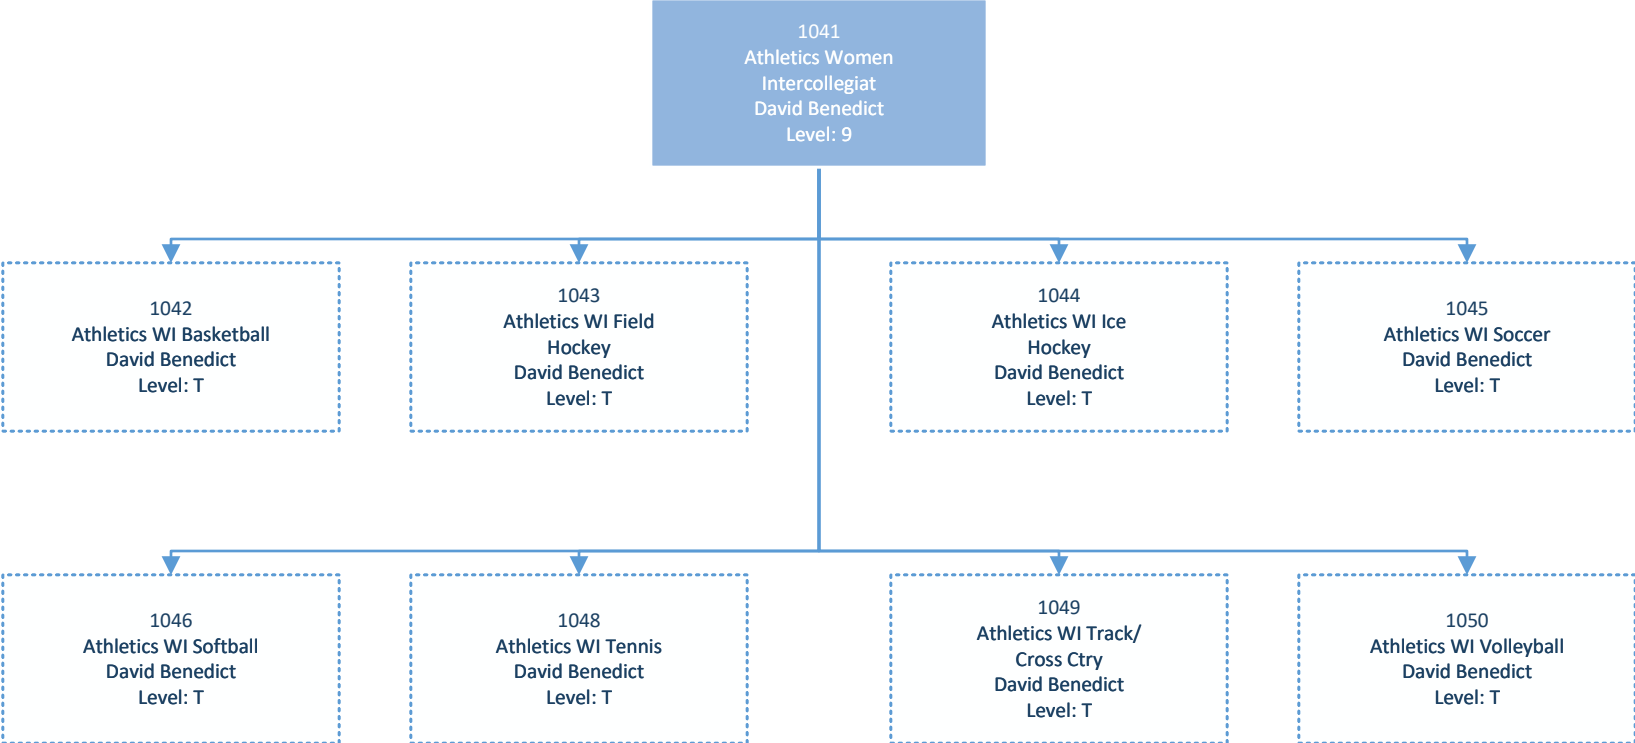 1041
Athletics Women
Intercollegiat
David Benedict
Level: 9
1042
Athletics WI Basketball
David Benedict
Level: T
1043
Athletics WI Field
Hockey
David Benedict
Level: T
1044
Athletics WI Ice
Hockey
David Benedict
Level: T
1045
Athletics WI Soccer
David Benedict
Level: T
1046
Athletics WI Softball
David Benedict
Level: T
1048
Athletics WI Tennis
David Benedict
Level: T
1049
Athletics WI Track/
Cross Ctry
David Benedict
Level: T
1050
Athletics WI Volleyball
David Benedict
Level: T